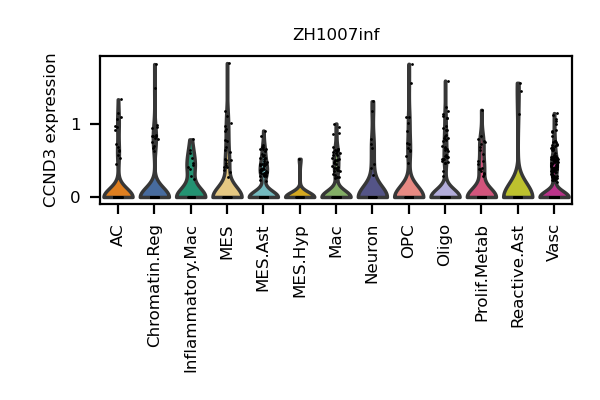 ZH1007inf
CCND3 expression
1
0
AC
Chromatin.Reg
Inflammatory.Mac
MES
MES.Ast
MES.Hyp
Mac
Neuron
OPC
Oligo
Prolif.Metab
Reactive.Ast
Vasc